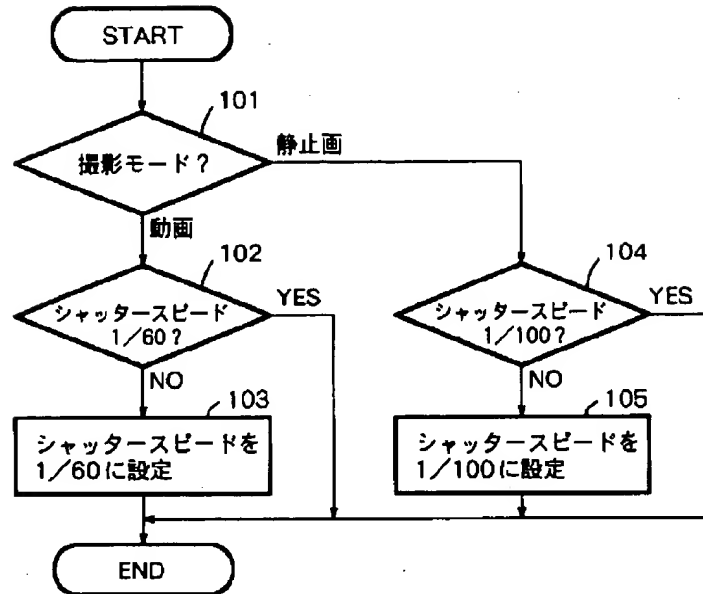 START
101
撮影モード?
静止画
動画
102
シャッタースピード
1/60?
YES
NO
103
シャッタースピードを
1/60に設定
104
シャッタースピード
1/100?
YES
NO
105
シャッタースピードを
1/100に設定
END